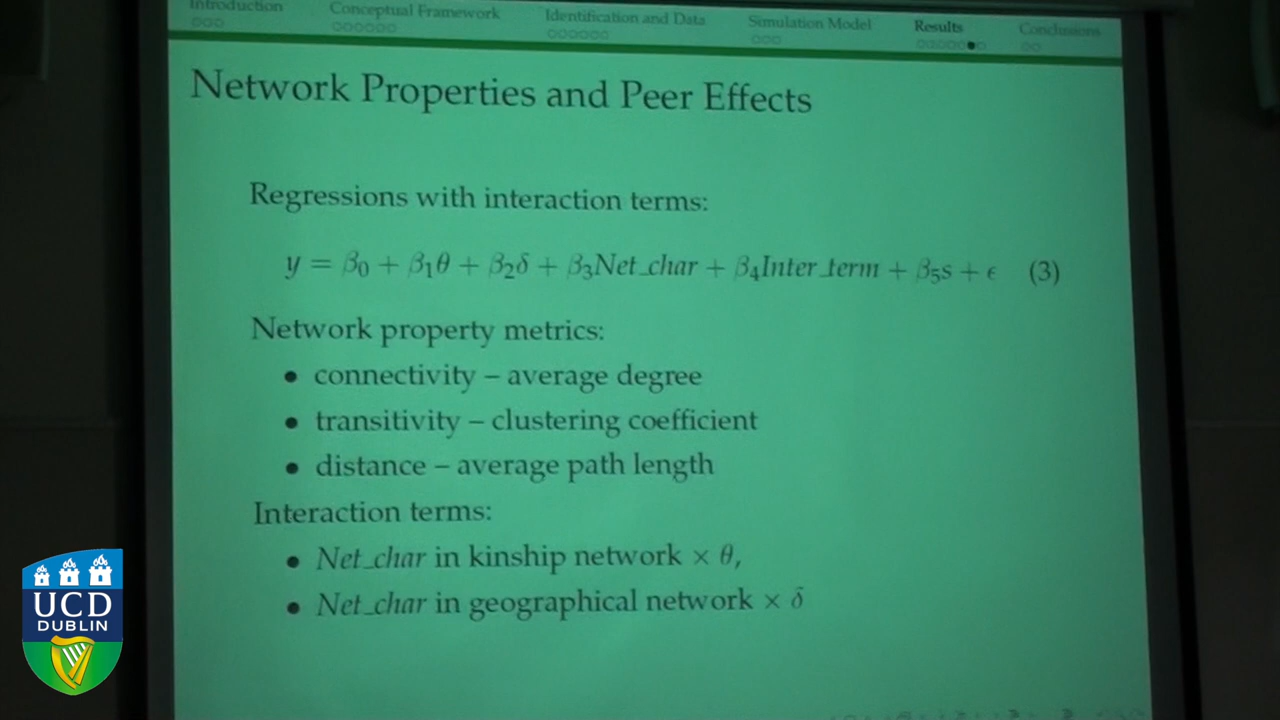 Introduction Conceptual Framework Identification and Data Simulation Model Results Conclusions
Network Properties and Peer Effects
Regressions with interaction terms:
y = β0 + β1θ + β2δ + β3Net_char + β4Inter_term + β5s + ϵ (3)
Network property metrics:
• connectivity – average degree
• transitivity – clustering coefficient
• distance – average path length
Interaction terms:
• Net_char in kinship network × θ,
• Net_char in geographical network × δ
UCD
DUBLIN